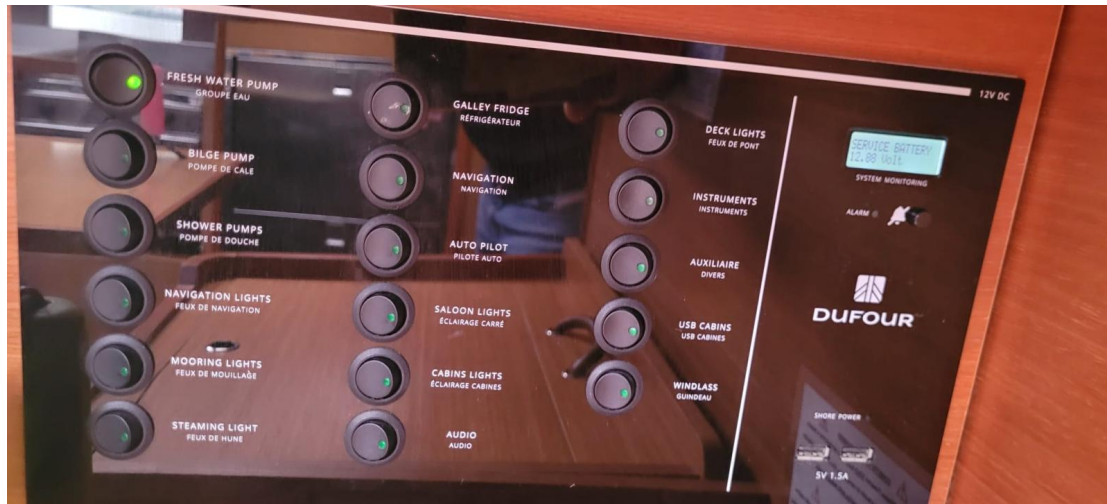 FRESH WATER PUMP
GROUPE EAU
BILGE PUMP
POMPE DE CALE
SHOWER PUMPS
POMPE DE DOUCHE
NAVIGATION LIGHTS
FEUX DE NAVIGATION
MOORING LIGHTS
FEUX DE MOUILLAGE
STEAMING LIGHT
FEUX DE HUNE
GALLEY FRIDGE
RÉFRIGÉRATEUR
NAVIGATION
NAVIGATION
AUTO PILOT
PILOTE AUTO
SALOON LIGHTS
ÉCLAIRAGE CARRÉ
CABINS LIGHTS
ÉCLAIRAGE CABINES
AUDIO
AUDIO
DECK LIGHTS
FEUX DE PONT
INSTRUMENTS
INSTRUMENTS
AUXILIAIRE
DIVERS
USB CABINS
USB CABINES
WINDLASS
GUINDEAU
12V DC
SERVICE BATTERY
Volt
SYSTEM MONITORING
ALARM
DUFOUR
SHORE POWER
5V 1.5A